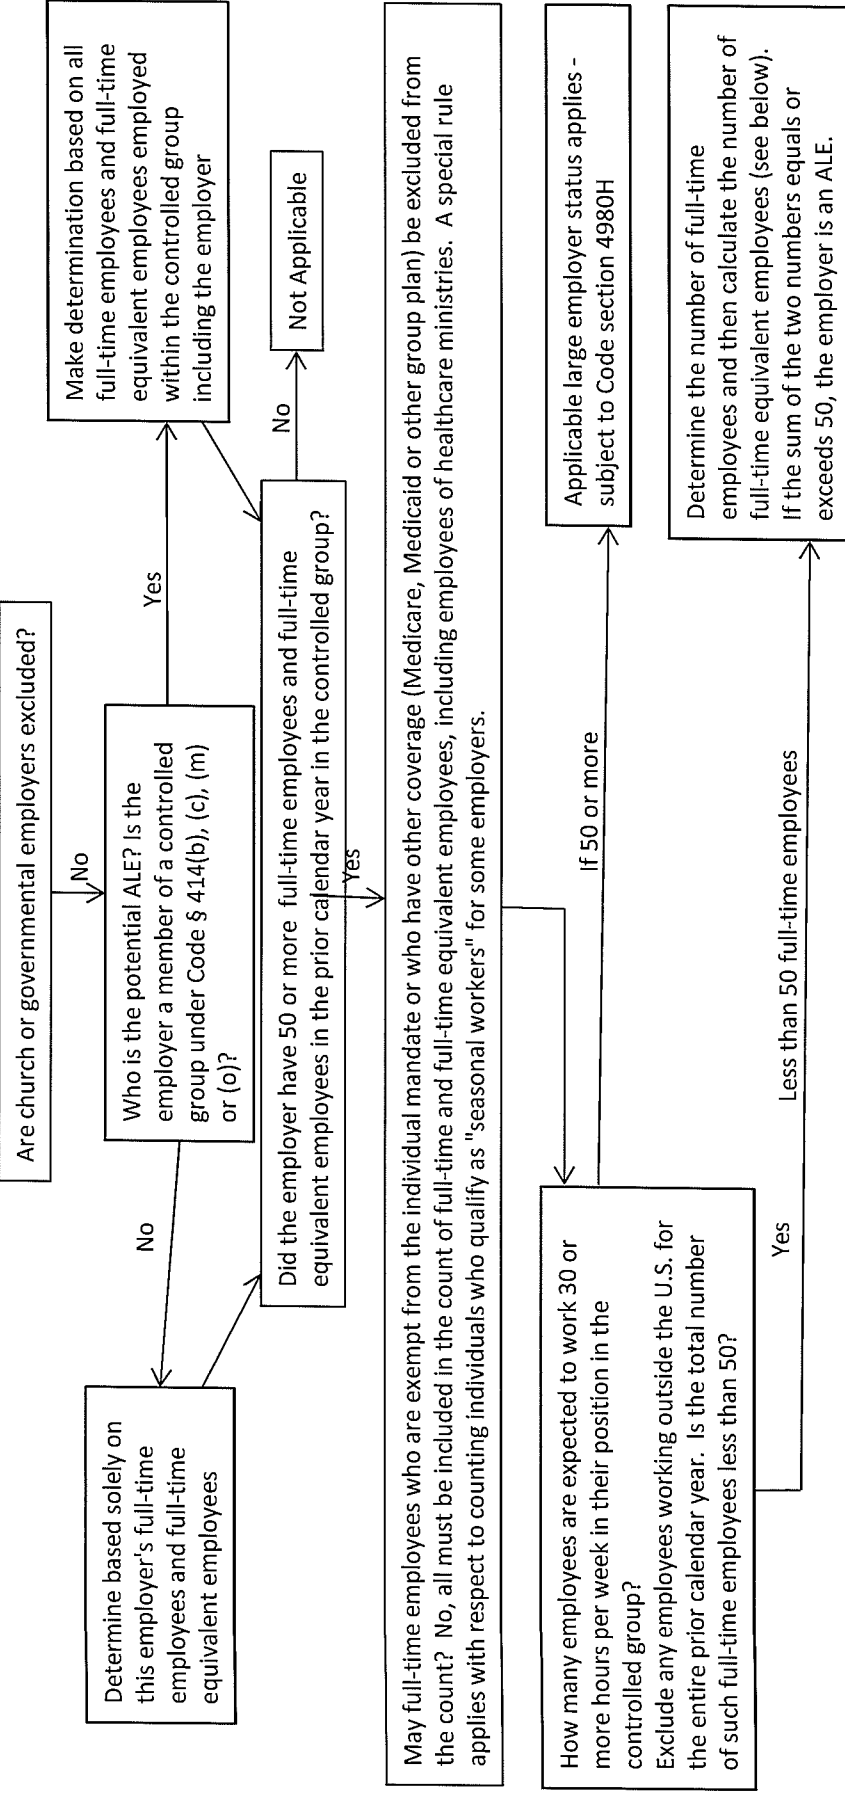 Are church or governmental employers excluded?
No
Who is the potential ALE? Is the
employer a member of a controlled
group under Code § 414(b), (c), (m)
or (o)?
No
Yes
Determine based solely on
this employer's full-time
employees and full-time
equivalent employees
Make determination based on all
full-time employees and full-time
equivalent employees employed
within the controlled group
including the employer
Did the employer have 50 or more full-time employees and full-time
equivalent employees in the prior calendar year in the controlled group?
No
Not Applicable
Yes
May full-time employees who are exempt from the individual mandate or who have other coverage (Medicare, Medicaid or other group plan) be excluded from
the count? No, all must be included in the count of full-time and full-time equivalent employees, including employees of healthcare ministries. A special rule
applies with respect to counting individuals who qualify as "seasonal workers" for some employers.
How many employees are expected to work 30 or
more hours per week in their position in the
controlled group?
Exclude any employees working outside the U.S. for
the entire prior calendar year. Is the total number
of such full-time employees less than 50?
If 50 or more
Applicable large employer status applies -
subject to Code section 4980H
Yes
Less than 50 full-time employees
Determine the number of full-time
employees and then calculate the number of
full-time equivalent employees (see below).
If the sum of the two numbers equals or
exceeds 50, the employer is an ALE.